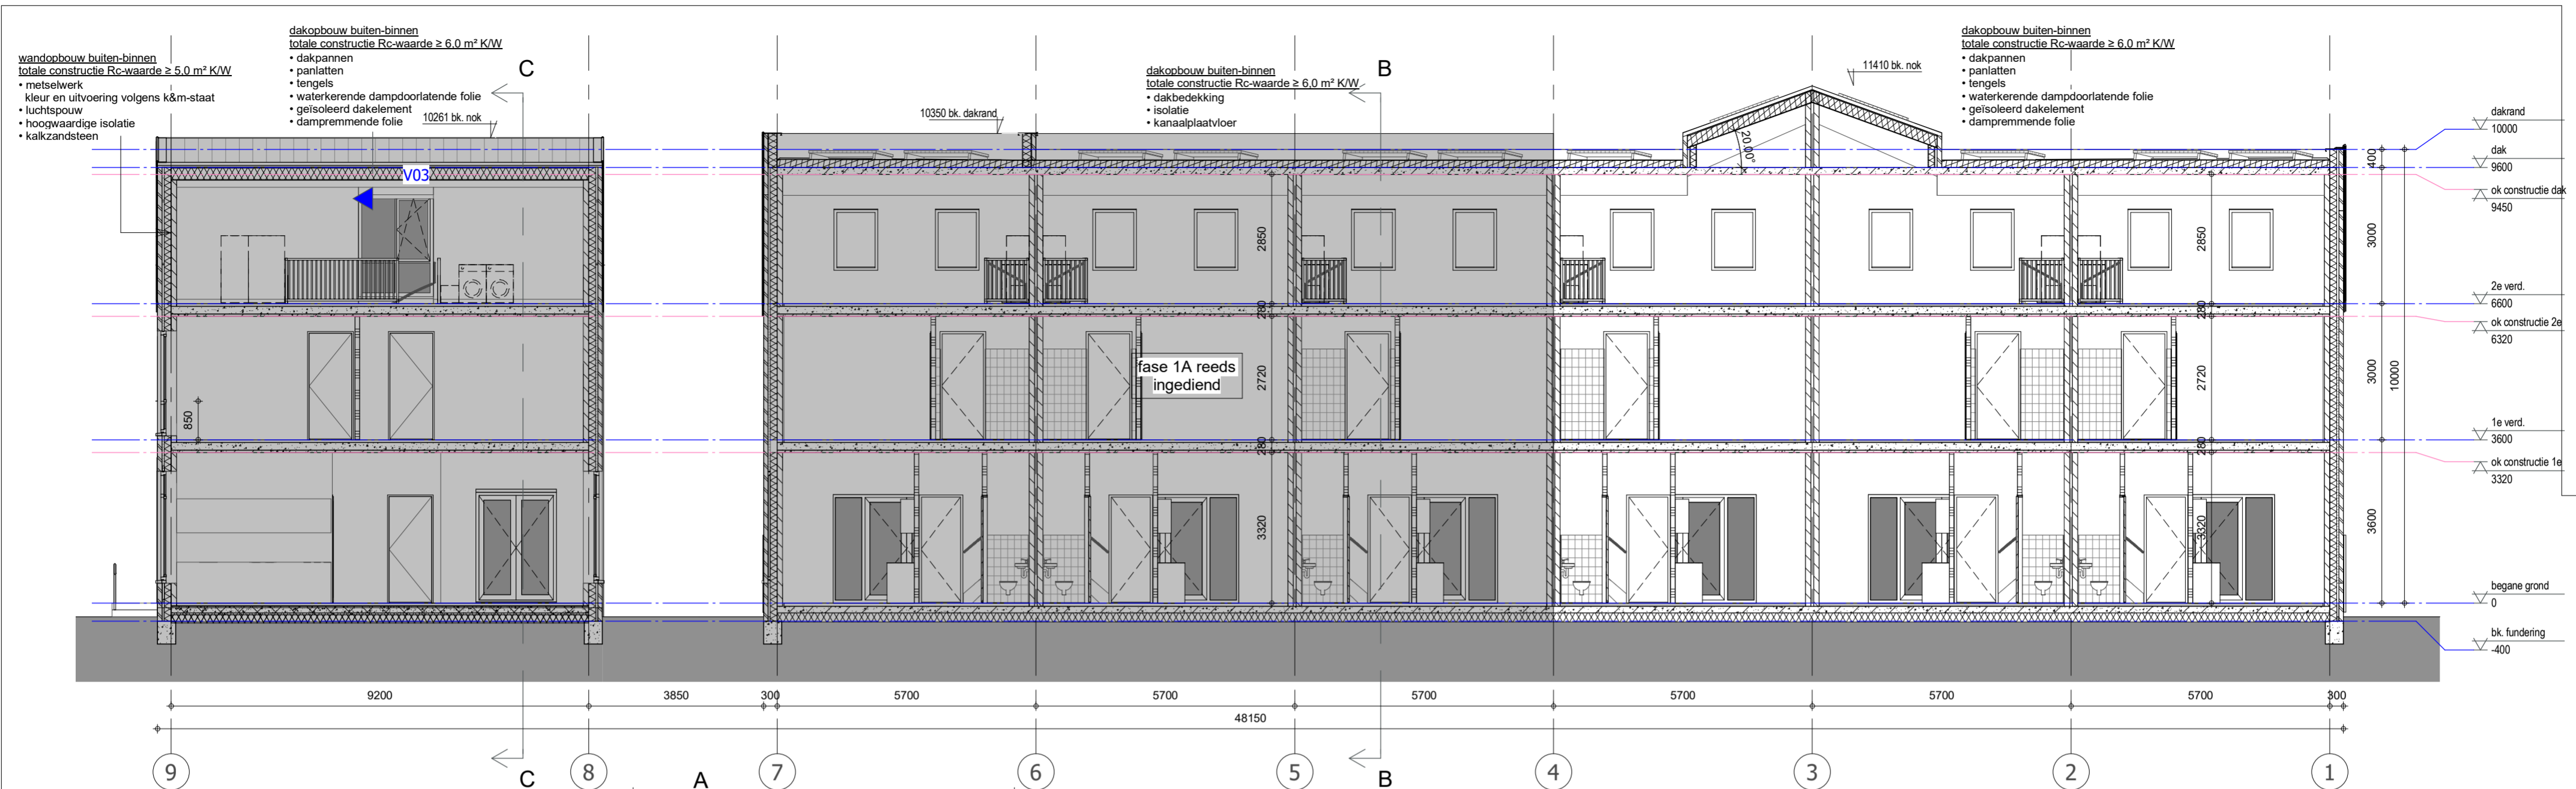 wandopbouw buiten-binnen
totale constructie Rc-waarde ≥ 5,0 m² K/W
• metselwerk
kleur en uitvoering volgens k&m-staat
• luchtspouw
• hoogwaardige isolatie
• kalkzandsteen
dakopbouw buiten-binnen
totale constructie Rc-waarde ≥ 6,0 m² K/W
• dakpannen
• panlatten
• tengels
• waterkerende dampdoorlatende folie
• geïsoleerd dakelement
• dampremmende folie
10261 bk. nok
C
V03
10350 bk. dakrand
dakopbouw buiten-binnen
totale constructie Rc-waarde ≥ 6,0 m² K/W
• dakbedekking
• isolatie
• kanaalplaatvloer
B
20.00°
11410 bk. nok
dakopbouw buiten-binnen
totale constructie Rc-waarde ≥ 6,0 m² K/W
• dakpannen
• panlatten
• tengels
• waterkerende dampdoorlatende folie
• geïsoleerd dakelement
• dampremmende folie
dakrand
10000
dak
9600
ok constructie dak
9450
2e verd.
6600
ok constructie 2e
6320
1e verd.
3600
ok constructie 1e
3320
begane grond
0
bk. fundering
-400
400
3000
3000
10000
3600
2850
280
2720
280
3320
2850
280
2720
280
3320
850
fase 1A reeds
ingediend
9200
3850
300
5700
5700
5700
5700
5700
5700
300
48150
9
8
7
6
5
4
3
2
1
C
A
B